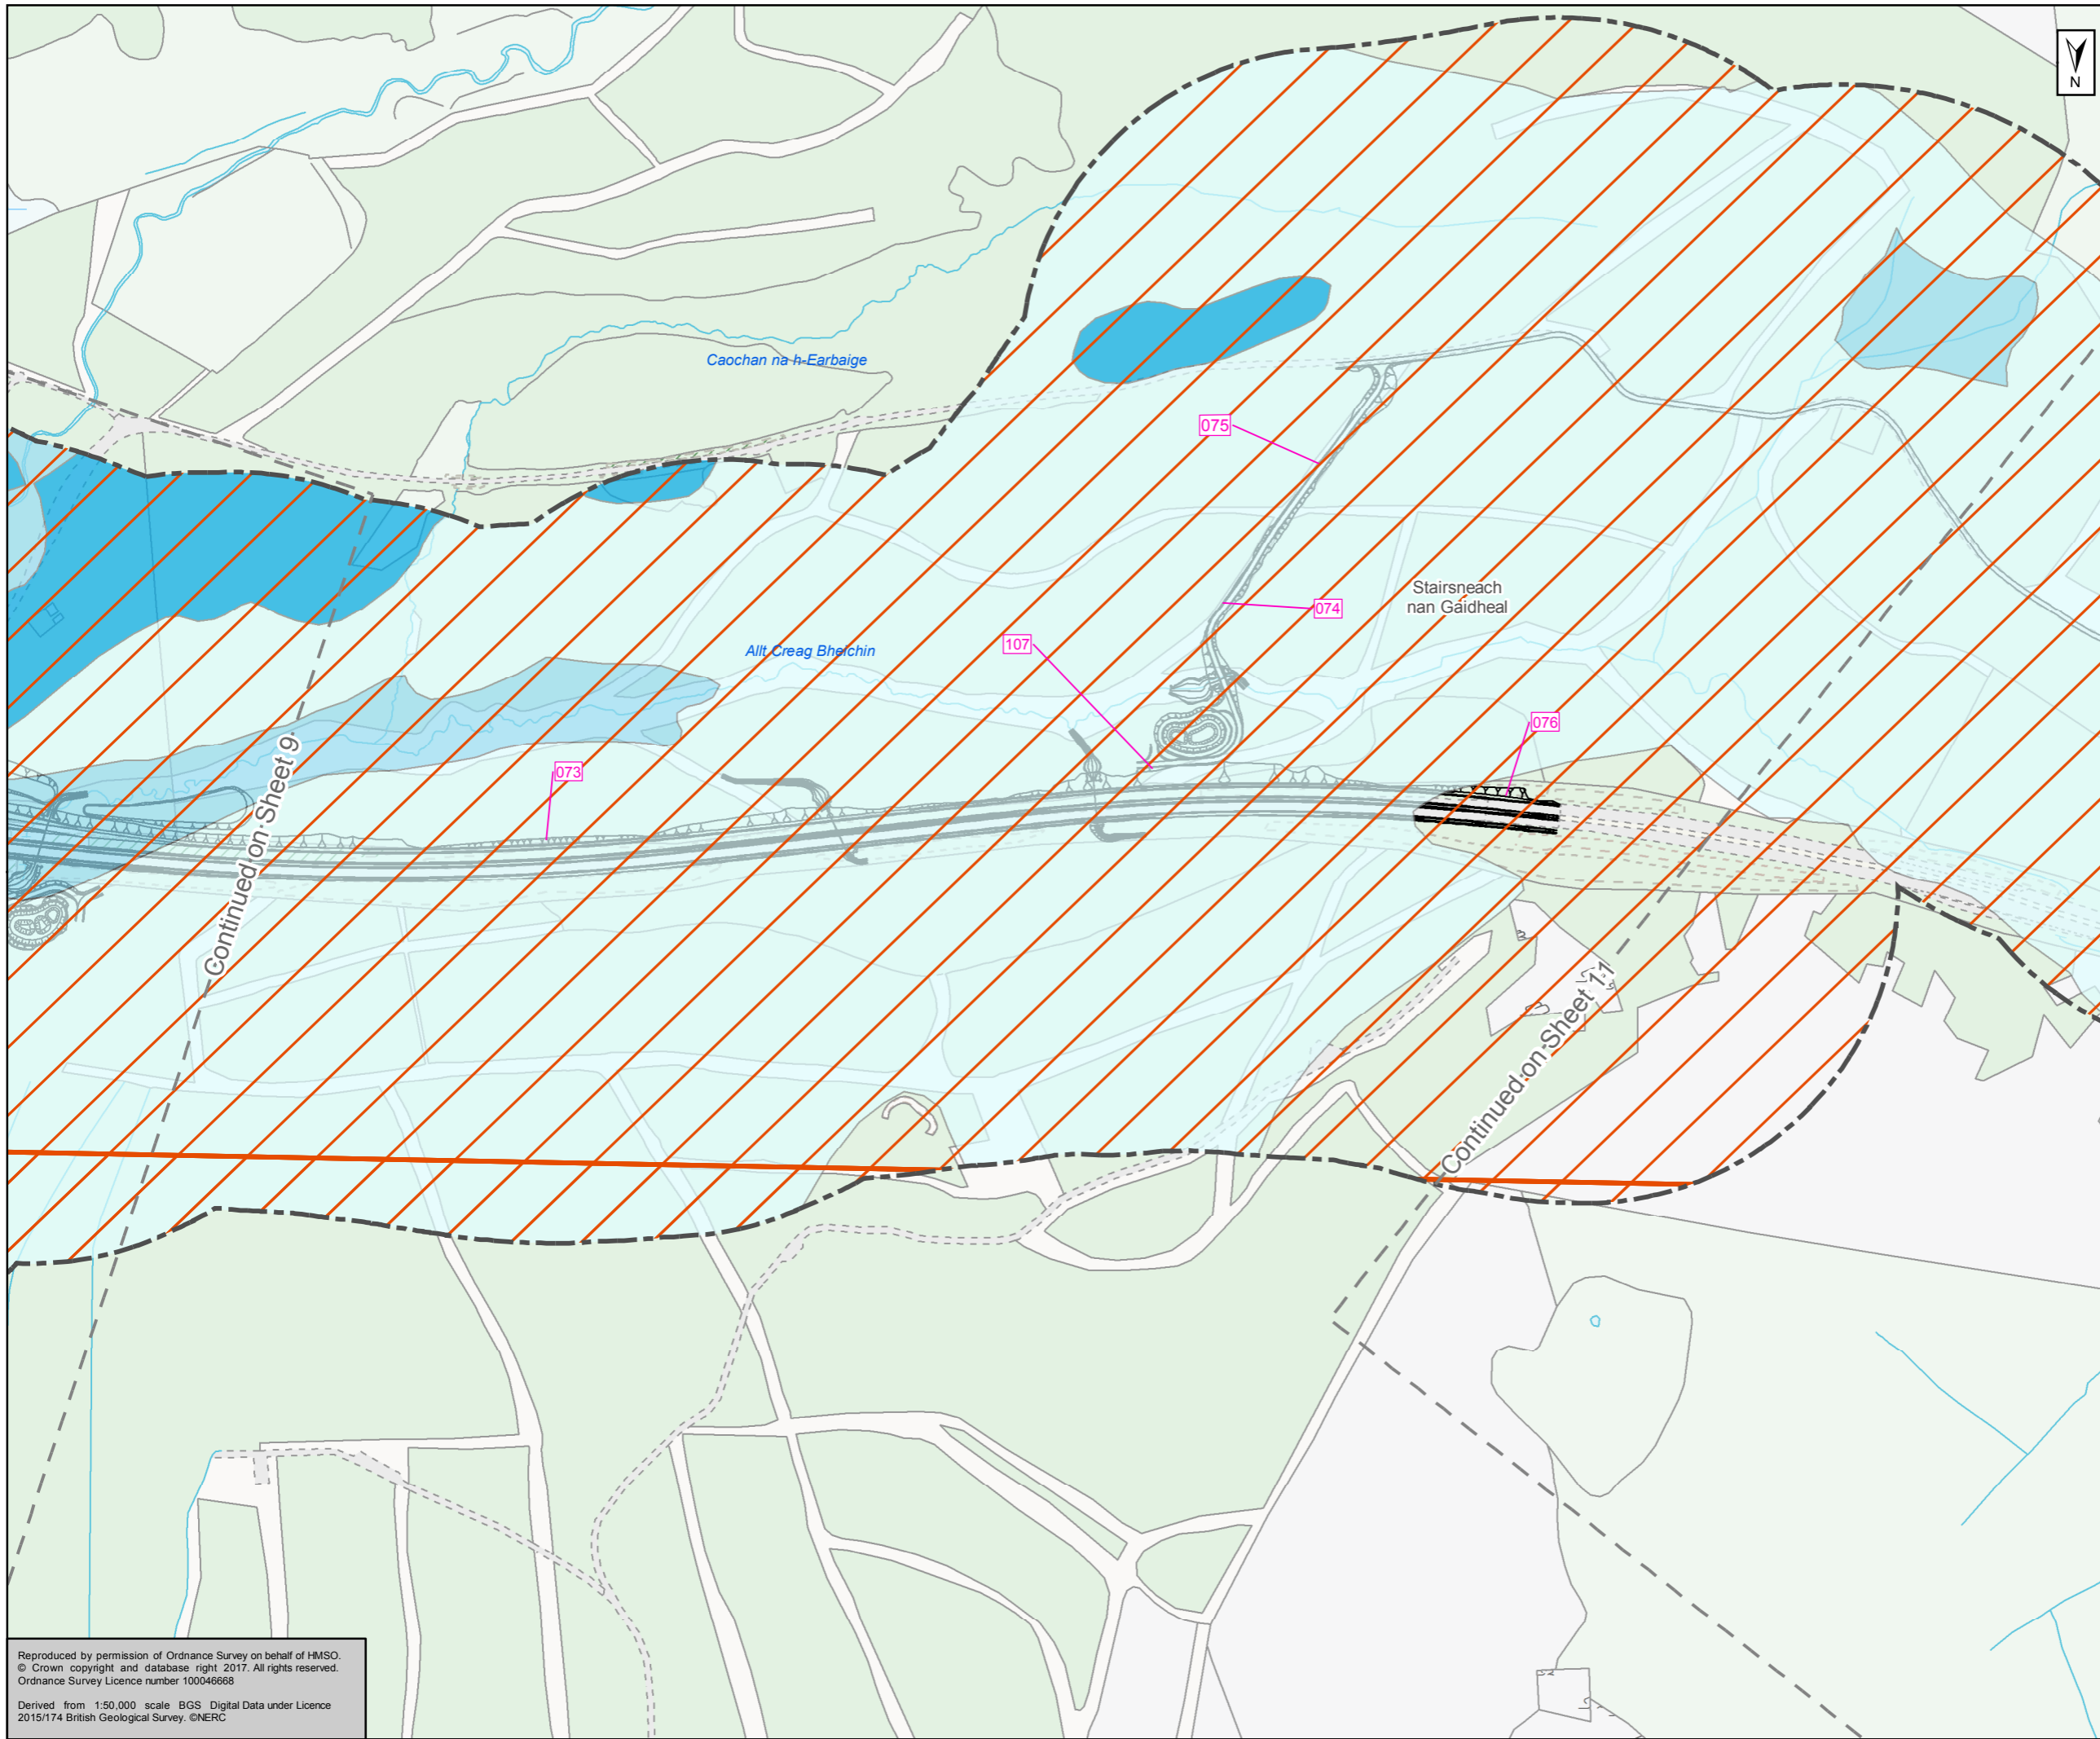 N
Caochan na h-Earbaige
075
074
Stairsneach
nan Gaidheal
107
Allt Creag Bheichin
076
073
Continued on Sheet 9
Continued on Sheet 11
Reproduced by permission of Ordnance Survey on behalf of HMSO.
© Crown copyright and database right 2017. All rights reserved.
Ordnance Survey Licence number 100046668
Derived from 1:50,000 scale BGS Digital Data under Licence
2015/174 British Geological Survey. ©NERC